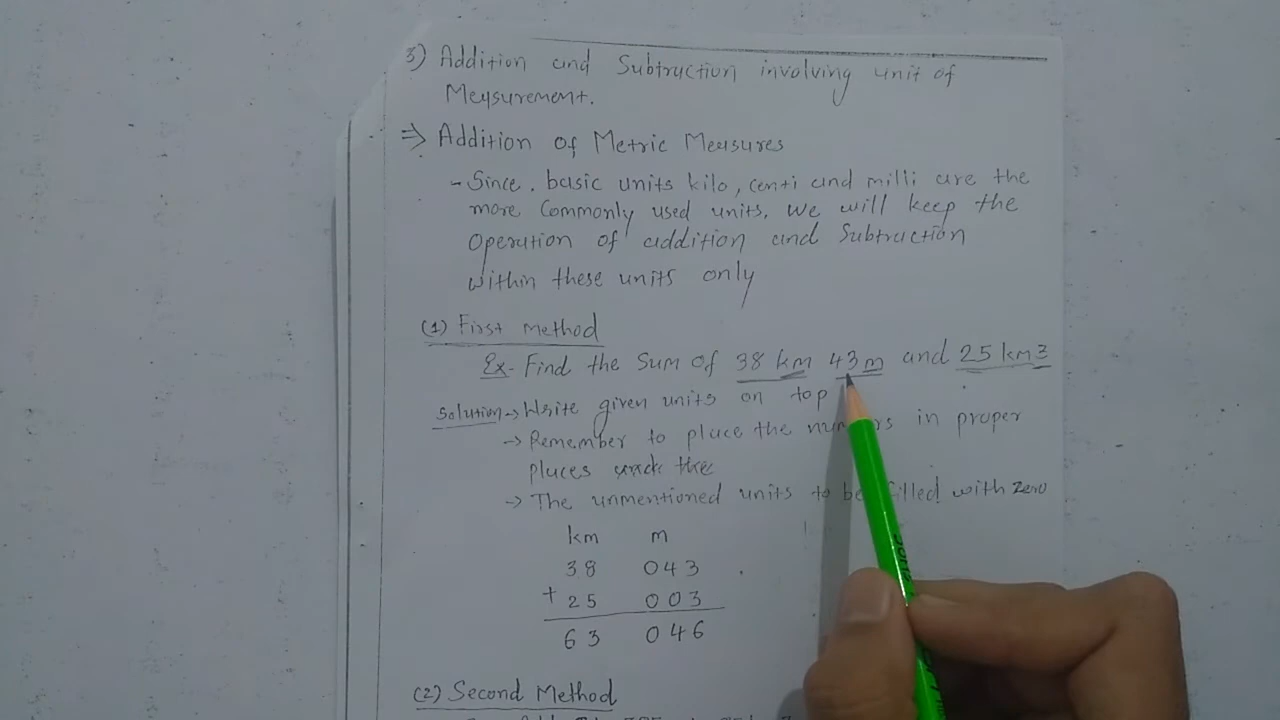 3) Addition and Subtruction involving unit of
Meysurement.
⇒ Addition of Metric Measures
- Since, basic units kilo, centi and milli are the
more Commonly used units, We will keep the
Operation of addition and Subtruction
within these units only
(1) First Method
Ex- Find the Sum of 38 km 43 m and 25 km 3
Solution → Write given units on top
→ Remember to place the in proper
places
→ The unmentioned units to be filled with zero
km m
38 043
+ 25 003
63 046
(2) Second Method